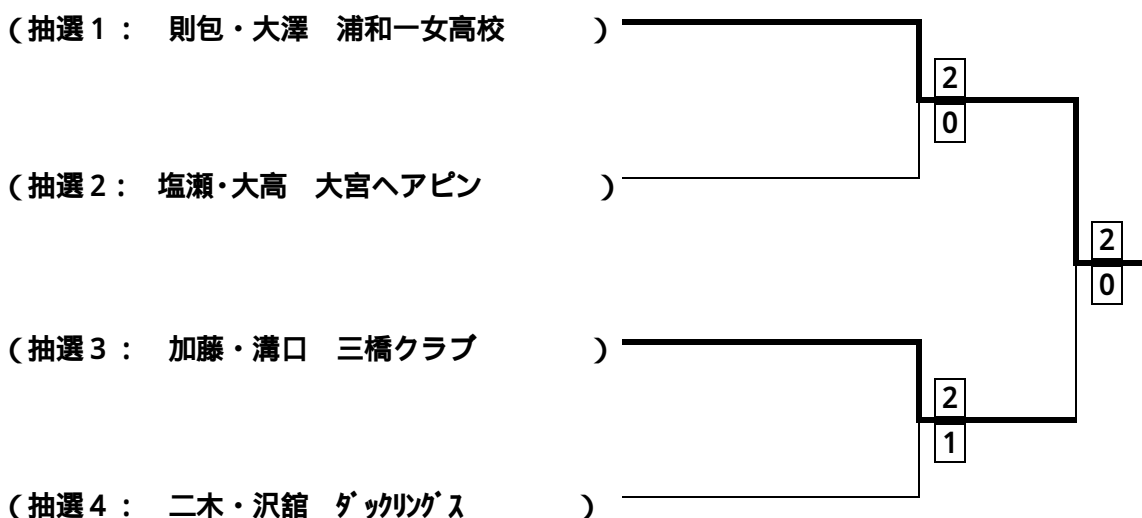 (抽選1: 則包・大澤 浦和一女高校 )
2
0
(抽選2: 塩瀬・大高 大宮ヘアピン )
2
0
(抽選3: 加藤・溝口 三橋クラブ )
2
1
(抽選4: 二木・沢舘 ダックリングス )